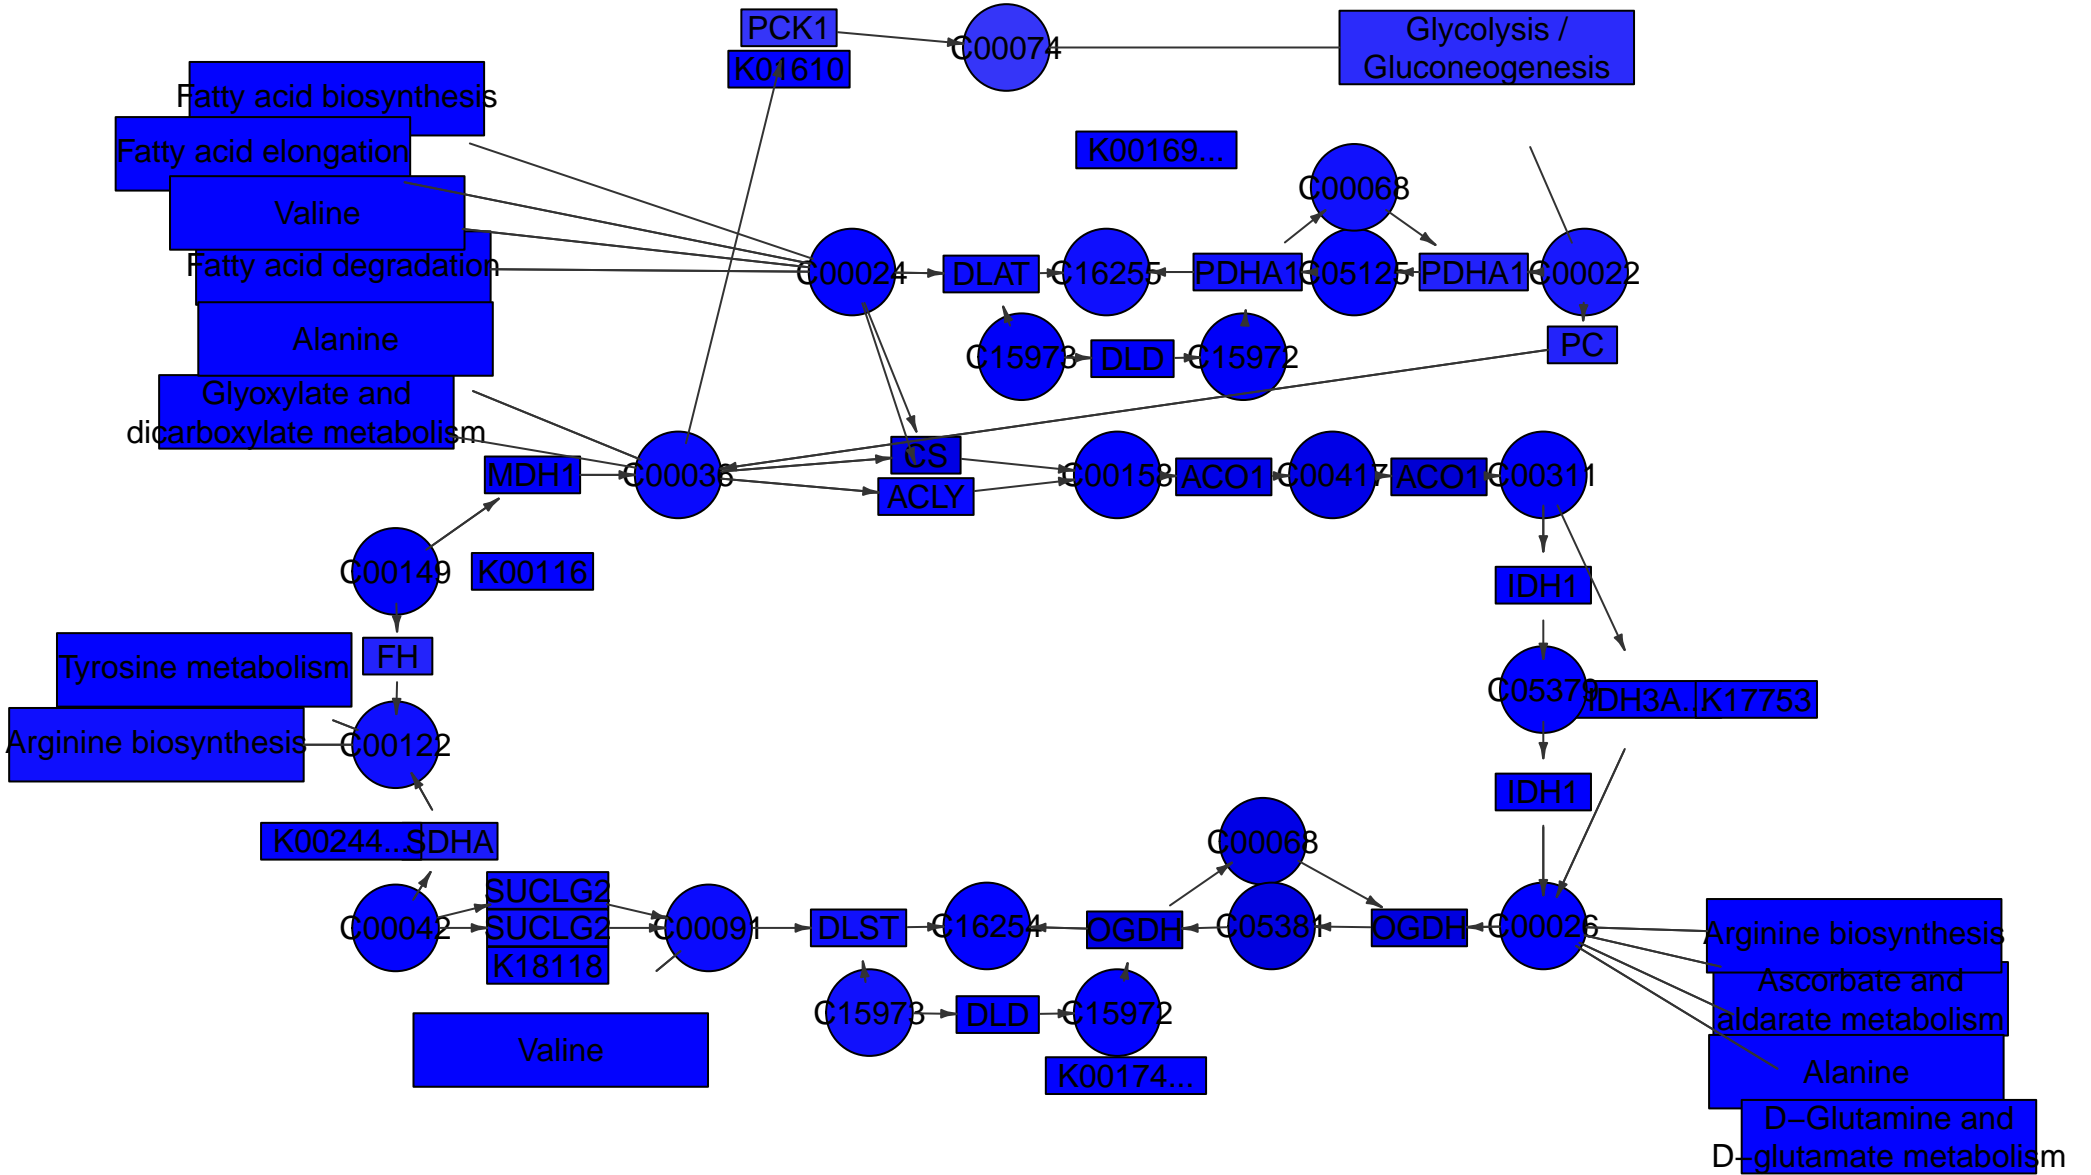 PCK1
C00074
Glycolysis /
Gluconeogenesis
K01610
Fatty acid biosynthesis
Fatty acid elongation
K00169...
C00068
Valine
Fatty acid degradation
C00024
DLAT
C16255
PDHA1
C05125
PDHA1
C00022
Alanine
C15973
DLD
C15972
PC
Glyoxylate and
dicarboxylate metabolism
MDH1
C00036
CS
ACLY
C00158
ACO1
C00417
ACO1
C00311
C00149
K00116
IDH1
FH
Tyrosine metabolism
C05379
IDH3A...
K17753
Arginine biosynthesis
C00122
IDH1
K00244...
SDHA
C00068
SUCLG2
C00042
SUCLG2
C00091
DLST
C16254
OGDH
C05381
OGDH
C00026
Arginine biosynthesis
K18118
Ascorbate and
aldarate metabolism
C15973
DLD
C15972
Valine
K00174...
Alanine
D−Glutamine and
D−glutamate metabolism